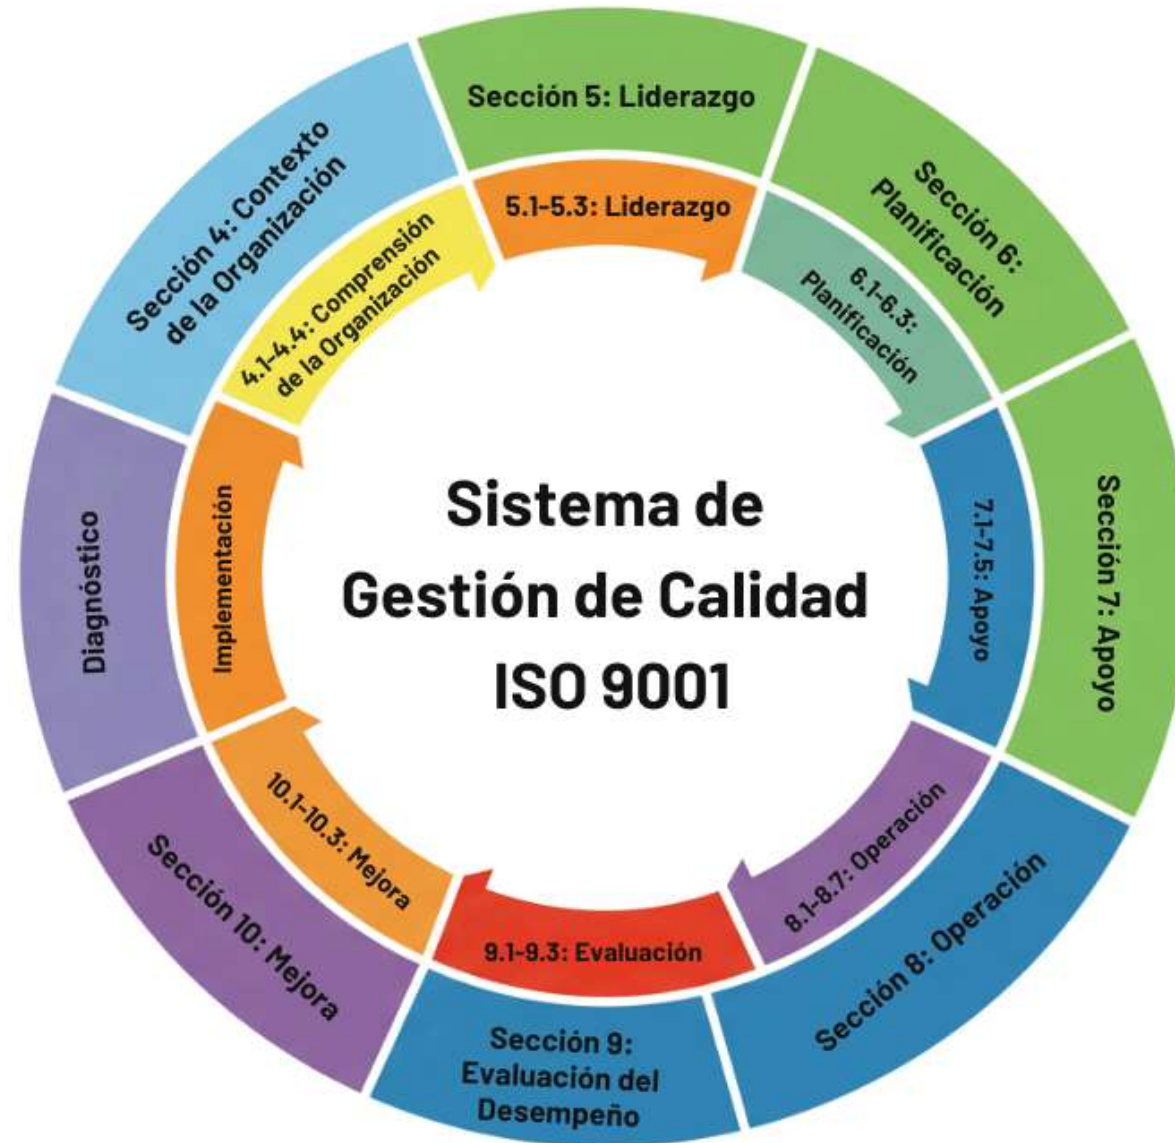 Sección 5: Liderazgo
5.1-5.3: Liderazgo
Sección 6:
Planificación
6.1-6.3:
Planificación
Sección 7: Apoyo
7.1-7.5: Apoyo
Sección 8: Operación
8.1-8.7: Operación
Sección 9:
Evaluación del
Desempeño
9.1-9.3: Evaluación
Sección 10: Mejora
10.1-10.3: Mejora
Diagnóstico
Implementación
Sección 4: Contexto
de la Organización
4.1-4.4: Comprensión
de la Organización
Sistema de
Gestión de Calidad
ISO 9001